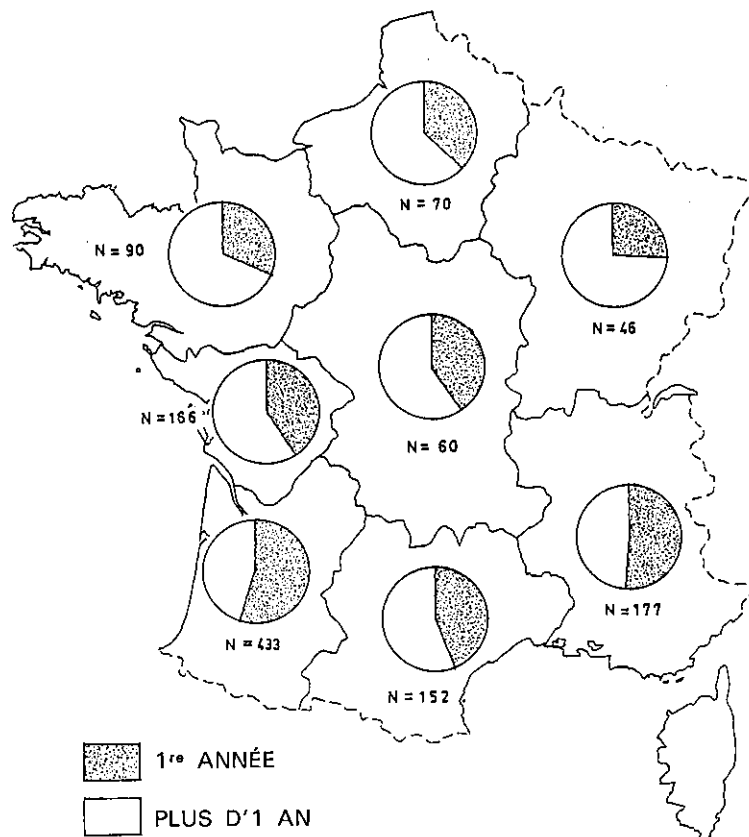 N = 70
N = 90
N = 46
N = 166
N = 60
N = 433
N = 152
N = 177
1re ANNÉE
PLUS D'1 AN